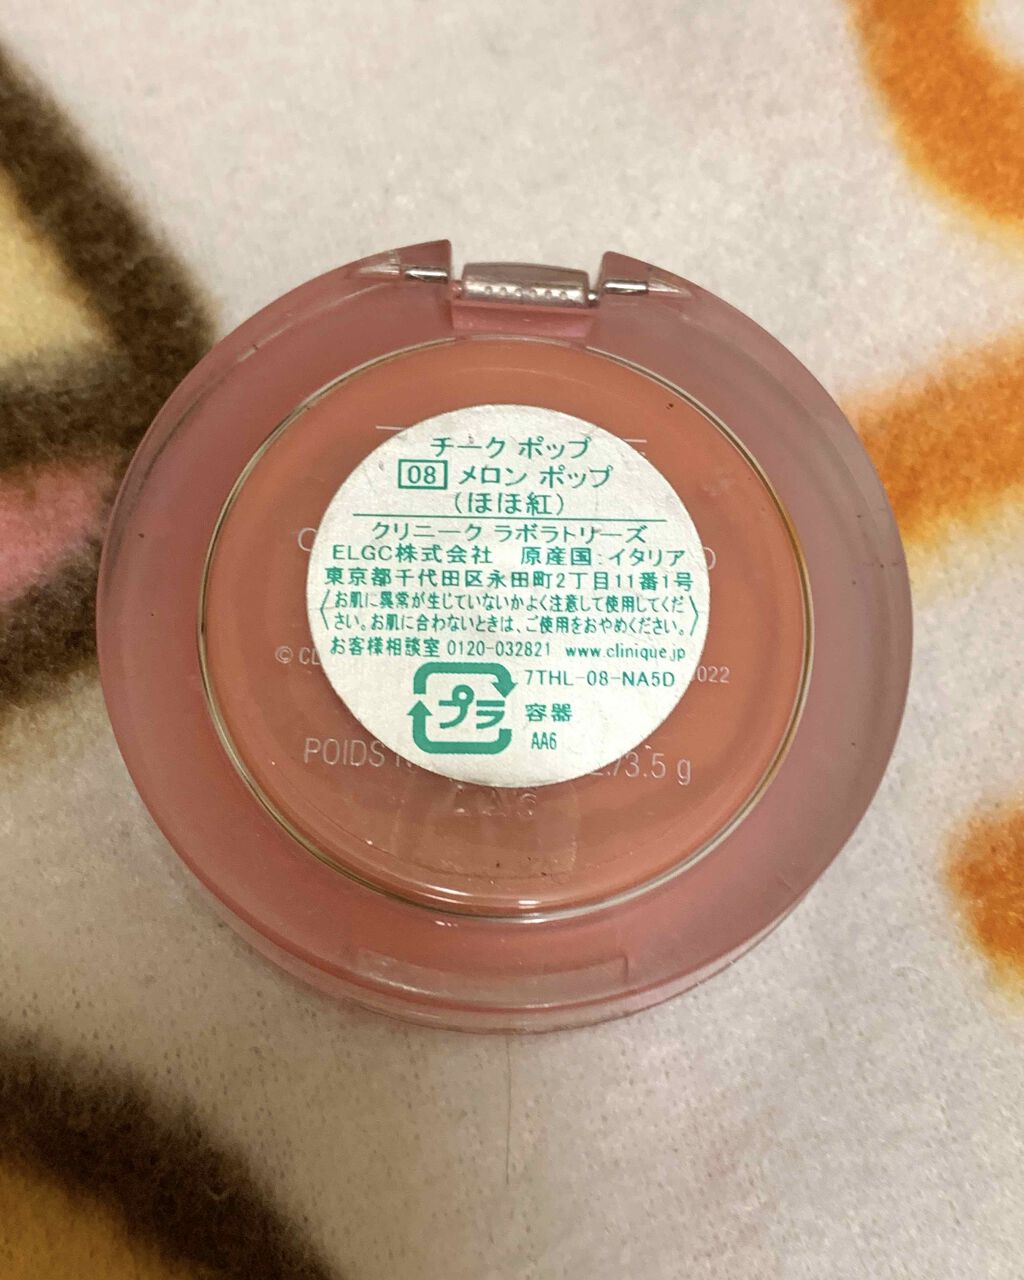 チーク ポップ
08 メロン ポップ
(ほほ紅)
クリニーク ラボラトリーズ
ELGC株式会社 原産国:イタリア
東京都千代田区永田町2丁目11番1号
〈お肌に異常が生じていないかよく注意して使用してくだ
さい。お肌に合わないときは、ご使用をおやめください。〉
お客様相談室 0120-032821 www.clinique.jp
プラ
7THL-08-NA5D
容器
AA6
©
022
POIDS
/3.5 g